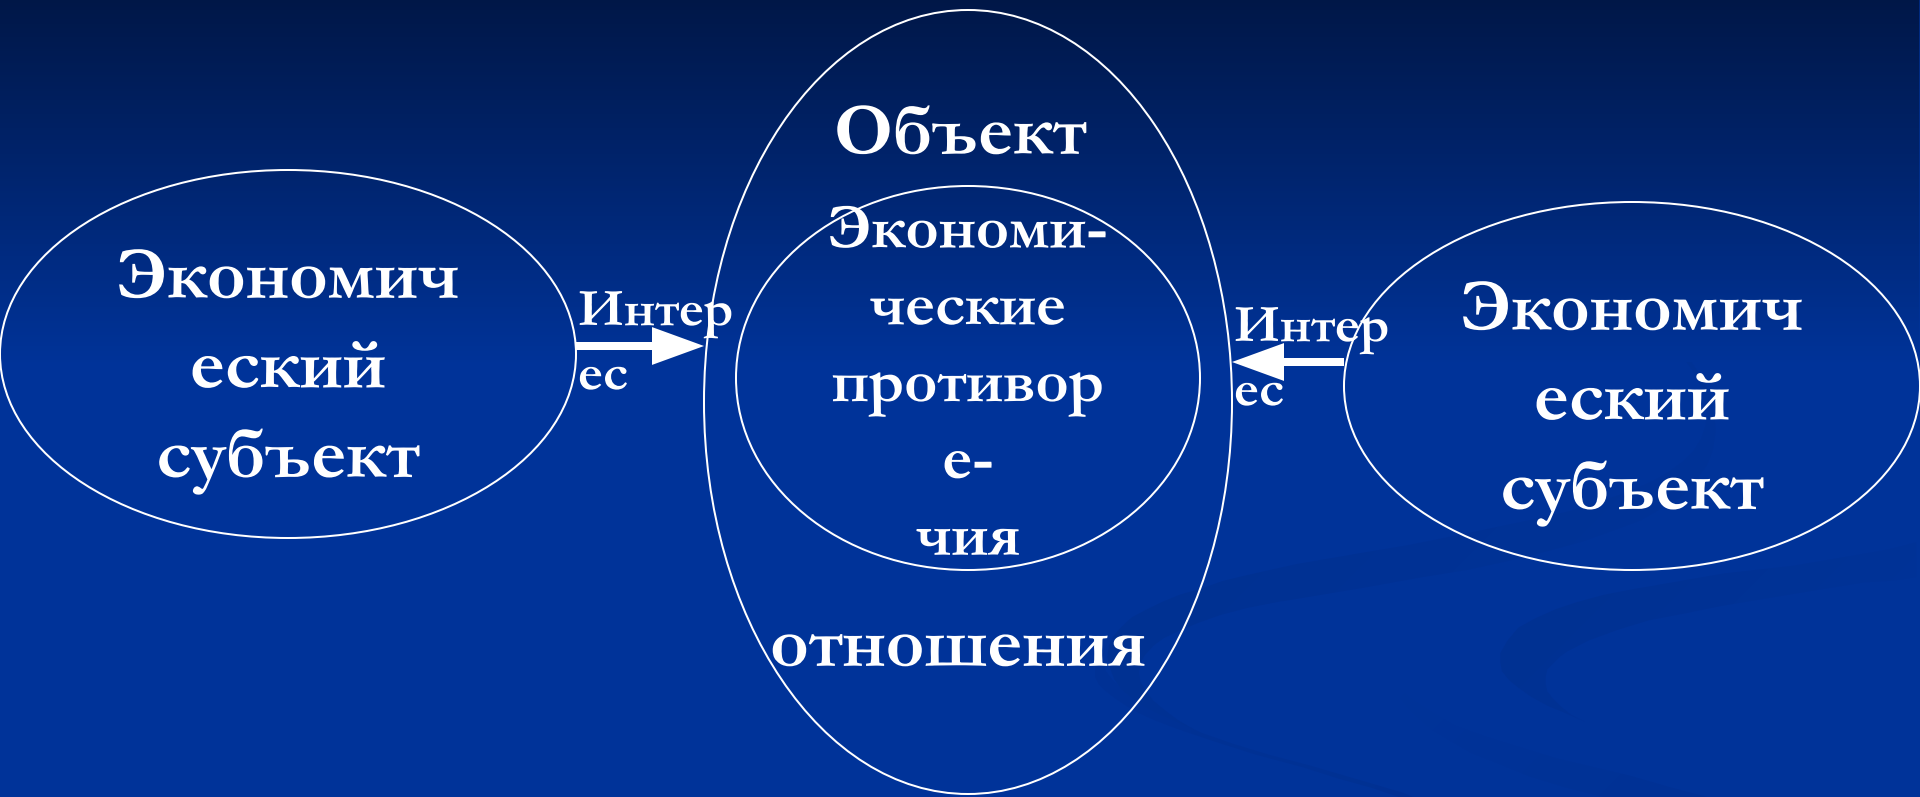 Экономич
еский
субъект
Интер
ес
Объект
Экономи-
ческие
противор
е-
чия
отношения
Интер
ес
Экономич
еский
субъект